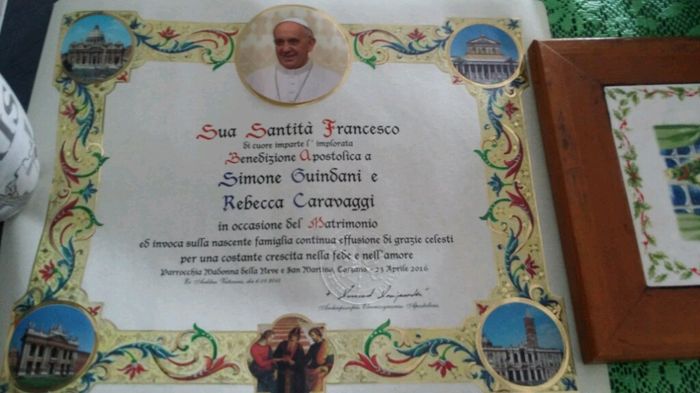 Sua Santità Francesco
di cuore imparte l'implorata
Benedizione Apostolica a
Simone Guindani e
Rebecca Caravaggi
in occasione del Matrimonio
ed invoca sulla nascente famiglia continua effusione di grazie celesti
per una costante crescita nella fede e nell'amore
Parrocchia Madonna della Neve e San Martino, - 23 Aprile 2016